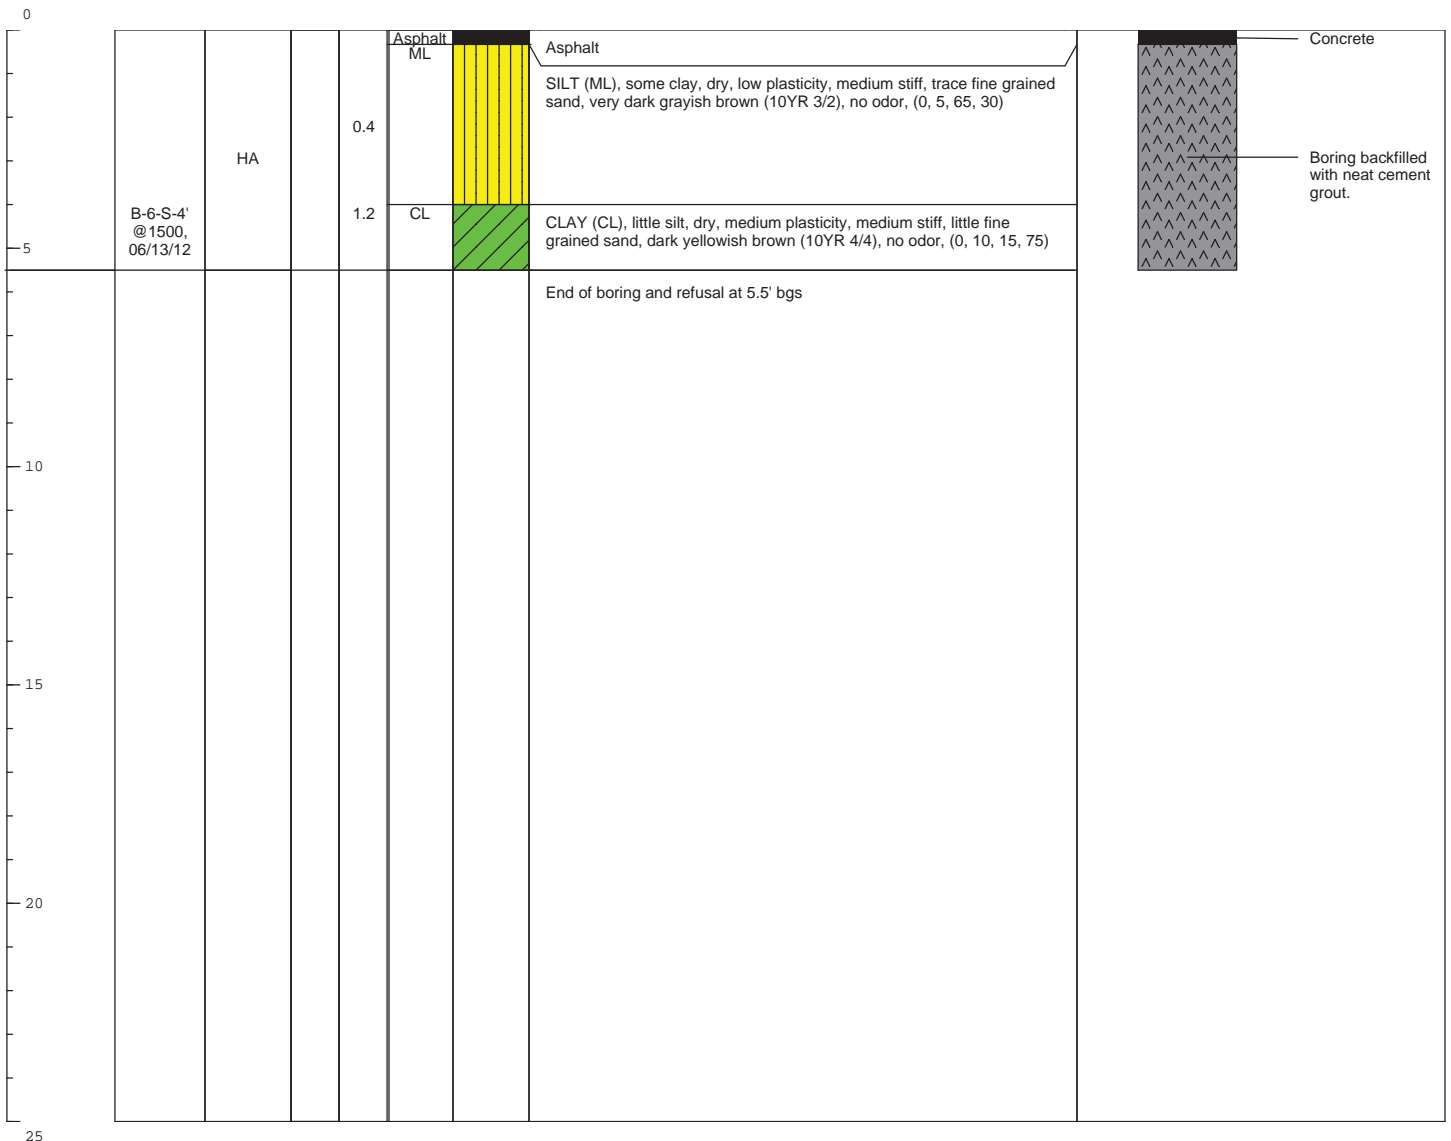 0
Asphalt
ML
Asphalt
Concrete
SILT (ML), some clay, dry, low plasticity, medium stiff, trace fine grained
sand, very dark grayish brown (10YR 3/2), no odor, (0, 5, 65, 30)
0.4
HA
Boring backfilled
with neat cement
grout.
B-6-S-4'
@1500,
06/13/12
1.2
CL
CLAY (CL), little silt, dry, medium plasticity, medium stiff, little fine
grained sand, dark yellowish brown (10YR 4/4), no odor, (0, 10, 15, 75)
5
End of boring and refusal at 5.5' bgs
10
15
20
25